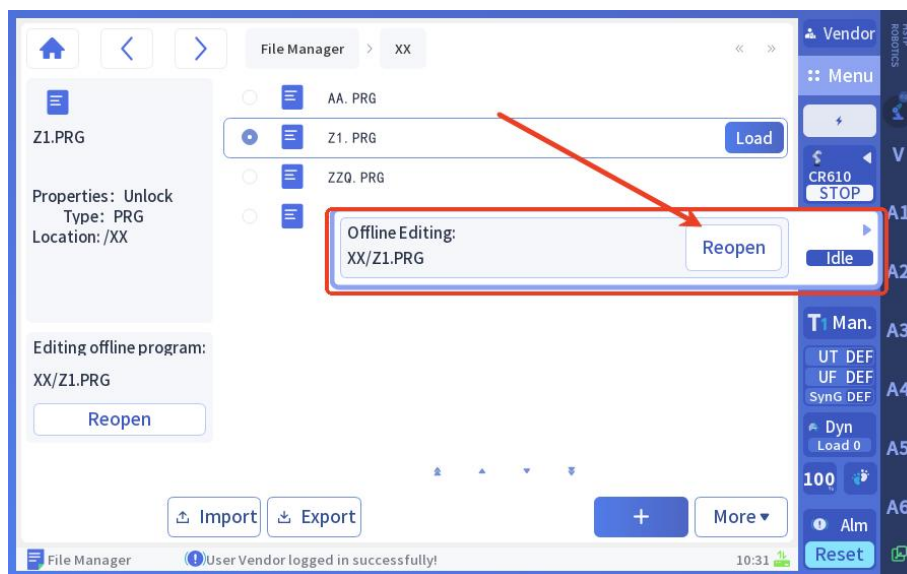 File Manager > XX « »
AA. PRG
Z1.PRG
Z1. PRG
Load
ZZQ. PRG
Properties: Unlock
Type: PRG
Location: /XX
Offline Editing:
XX/Z1.PRG
Reopen
Idle
Editing offline program:
XX/Z1.PRG
Reopen
Import
Export
+
More
File Manager
User Vendor logged in successfully!
10:31
Vendor
Menu
CR610
STOP
T1 Man.
UT DEF
UF DEF
SynG DEF
Dyn
Load 0
100 %
Alm
Reset
ROBOTICS
V
A1
A2
A3
A4
A5
A6